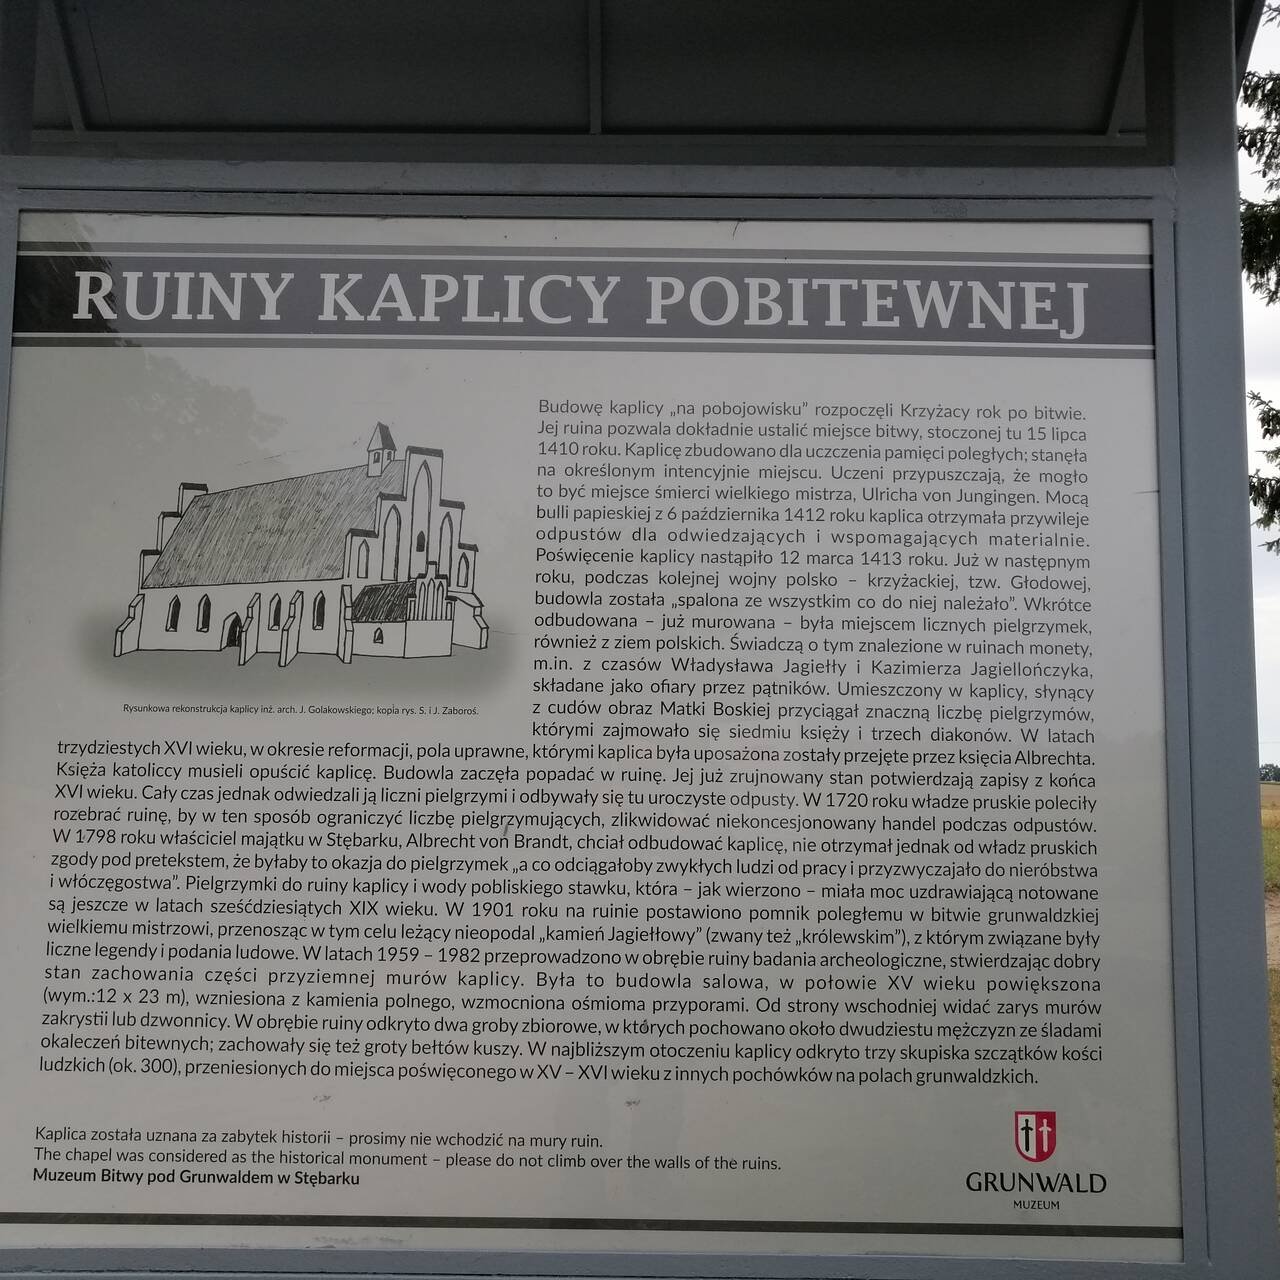 RUINY KAPLICY POBITEWNEJ
Budowę kaplicy „na pobojowisku” rozpoczęli Krzyżacy rok po bitwie.
Jej ruina pozwala dokładnie ustalić miejsce bitwy, stoczonej tu 15 lipca
1410 roku. Kaplicę zbudowano dla uczczenia pamięci poległych; stanęła
na określonym intencyjnie miejscu. Uczeni przypuszczają, że mogło
to być miejsce śmierci wielkiego mistrza, Ulricha von Jungingen. Mocą
bulli papieskiej z 6 października 1412 roku kaplica otrzymała przywileje
odpustów dla odwiedzających i wspomagających materialnie.
Poświęcenie kaplicy nastąpiło 12 marca 1413 roku. Już w następnym
roku, podczas kolejnej wojny polsko – krzyżackiej, tzw. Głodowej,
budowla została „spalona ze wszystkim co do niej należało”. Wkrótce
odbudowana – już murowana – była miejscem licznych pielgrzymek,
również z ziem polskich. Świadczą o tym znalezione w ruinach monety,
m.in. z czasów Władysława Jagiełły i Kazimierza Jagiellończyka,
składane jako ofiary przez pątników. Umieszczony w kaplicy, słynący
z cudów obraz Matki Boskiej przyciągał znaczną liczbę pielgrzymów,
którymi zajmowało się siedmiu księży i trzech diakonów. W latach
Rysunkowa rekonstrukcja kaplicy inż. arch. J. Golakowskiego; kopia rys. S. i J. Zaboroś.
trzydziestych XVI wieku, w okresie reformacji, pola uprawne, którymi kaplica była uposażona zostały przejęte przez księcia Albrechta.
Księża katoliccy musieli opuścić kaplicę. Budowla zaczęła popadać w ruinę. Jej już zrujnowany stan potwierdzają zapisy z końca
XVI wieku. Cały czas jednak odwiedzali ją liczni pielgrzymi i odbywały się tu uroczyste odpusty. W 1720 roku władze pruskie poleciły
rozebrać ruinę, by w ten sposób ograniczyć liczbę pielgrzymujących, zlikwidować niekoncesjonowany handel podczas odpustów.
W 1798 roku właściciel majątku w Stębarku, Albrecht von Brandt, chciał odbudować kaplicę, nie otrzymał jednak od władz pruskich
zgody pod pretekstem, że byłaby to okazja do pielgrzymek „a co odciągałoby zwykłych ludzi od pracy i przyzwyczajało do nieróbstwa
i włóczęgostwa”. Pielgrzymki do ruiny kaplicy i wody pobliskiego stawku, która – jak wierzono – miała moc uzdrawiającą notowane
są jeszcze w latach sześćdziesiątych XIX wieku. W 1901 roku na ruinie postawiono pomnik poległemu w bitwie grunwaldzkiej
wielkiemu mistrzowi, przenosząc w tym celu leżący nieopodal „kamień Jagiełłowy” (zwany też „królewskim”), z którym związane były
liczne legendy i podania ludowe. W latach 1959 – 1982 przeprowadzono w obrębie ruiny badania archeologiczne, stwierdzając dobry
stan zachowania części przyziemnej murów kaplicy. Była to budowla salowa, w połowie XV wieku powiększona
(wym.:12 x 23 m), wzniesiona z kamienia polnego, wzmocniona ośmioma przyporami. Od strony wschodniej widać zarys murów
zakrystii lub dzwonnicy. W obrębie ruiny odkryto dwa groby zbiorowe, w których pochowano około dwudziestu mężczyzn ze śladami
okaleczeń bitewnych; zachowały się też groty bełtów kuszy. W najbliższym otoczeniu kaplicy odkryto trzy skupiska szczątków kości
ludzkich (ok. 300), przeniesionych do miejsca poświęconego w XV – XVI wieku z innych pochówków na polach grunwaldzkich.
Kaplica została uznana za zabytek historii – prosimy nie wchodzić na mury ruin.
The chapel was considered as the historical monument – please do not climb over the walls of the ruins.
Muzeum Bitwy pod Grunwaldem w Stębarku
GRUNWALD
MUZEUM